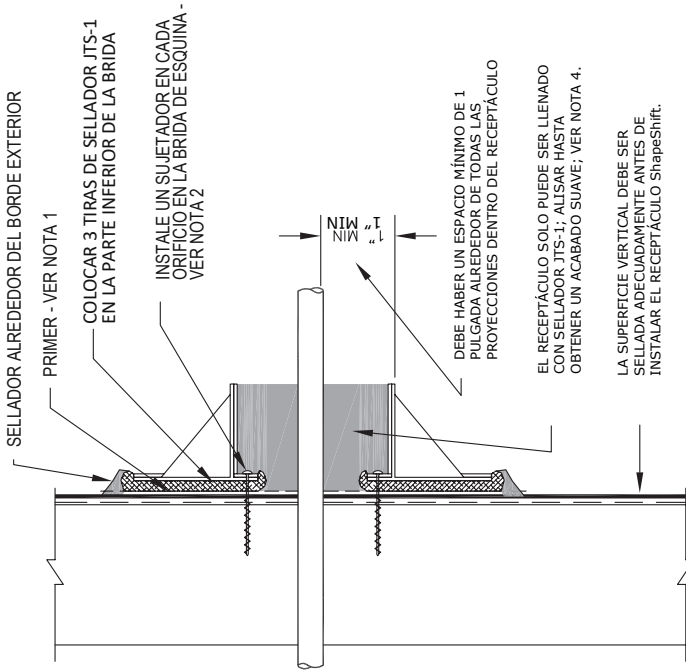 SELLADOR ALREDEDOR DEL BORDE EXTERIOR
PRIMER - VER NOTA 1
COLOCAR 3 TIRAS DE SELLADOR JTS-1
EN LA PARTE INFERIOR DE LA BRIDA
INSTALE UN SUJETADOR EN CADA
ORIFICIO EN LA BRIDA DE ESQUINA -
VER NOTA 2
1" MIN
1" MIN
DEBE HABER UN ESPACIO MÍNIMO DE 1
PULGADA ALREDEDOR DE TODAS LAS
PROYECCIONES DENTRO DEL RECEPTÁCULO
EL RECEPTÁCULO SOLO PUEDE SER LLENADO
CON SELLADOR JTS-1; ALISAR HASTA
OBTENER UN ACABADO SUAVE; VER NOTA 4.
LA SUPERFICIE VERTICAL DEBE SER
SELLADA ADECUADAMENTE ANTES DE
INSTALAR EL RECEPTÁCULO ShapeShift.